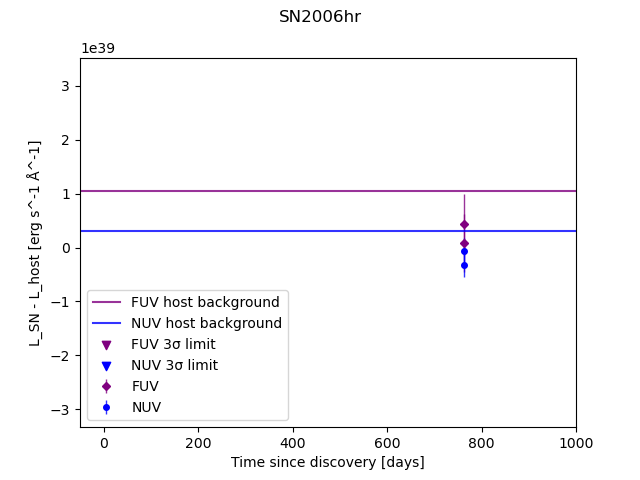 SN2006hr
1e39
3
2
1
0
−1
−2
−3
L_SN - L_host [erg s^-1 Å^-1]
FUV host background
NUV host background
FUV 3σ limit
NUV 3σ limit
FUV
NUV
0 200 400 600 800 1000
Time since discovery [days]